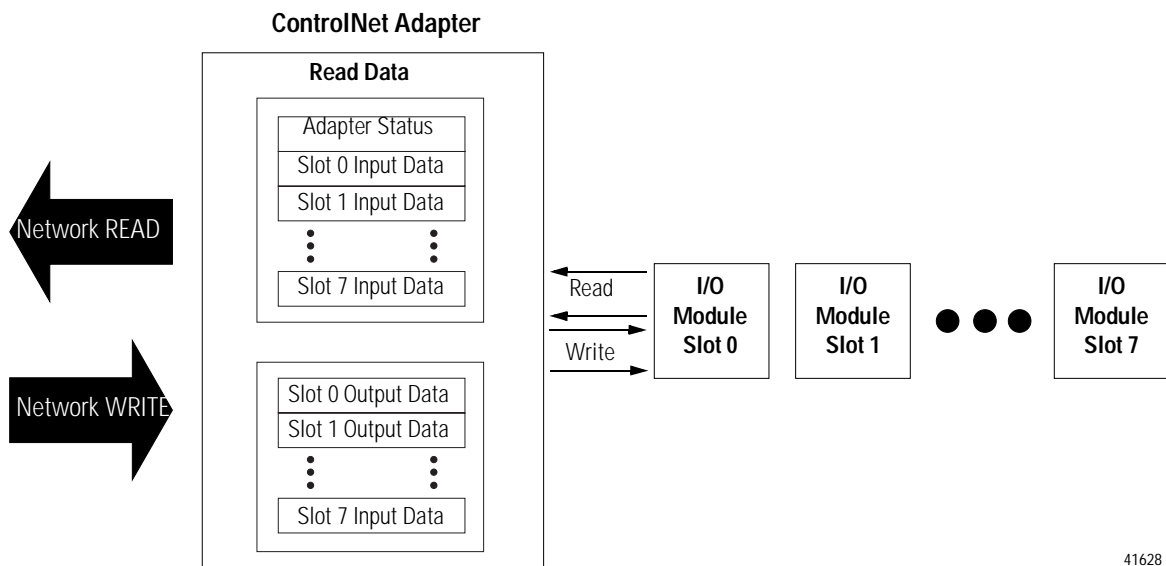 ControlNet Adapter
Read Data
Adapter Status
Slot 0 Input Data
Slot 1 Input Data
Slot 7 Input Data
Network READ
Read
Write
I/O
Module
Slot 0
I/O
Module
Slot 1
I/O
Module
Slot 7
Network WRITE
Slot 0 Output Data
Slot 1 Output Data
Slot 7 Input Data
41628